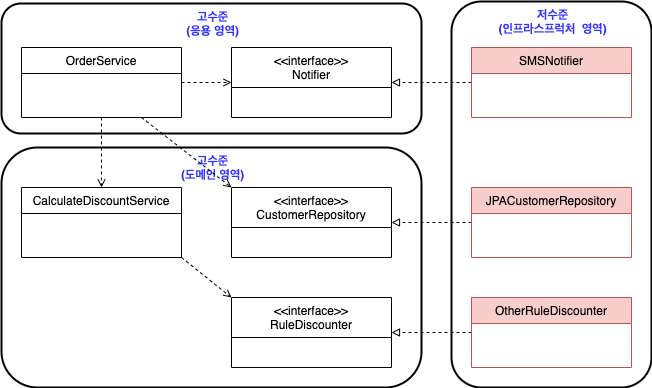 고수준
(응용 영역)
OrderService
<<interface>>
Notifier
고수준
(도메인 영역)
CalculateDiscountService
<<interface>>
CustomerRepository
<<interface>>
RuleDiscounter
저수준
(인프라스프럭처 영역)
SMSNotifier
JPACustomerRepository
OtherRuleDiscounter